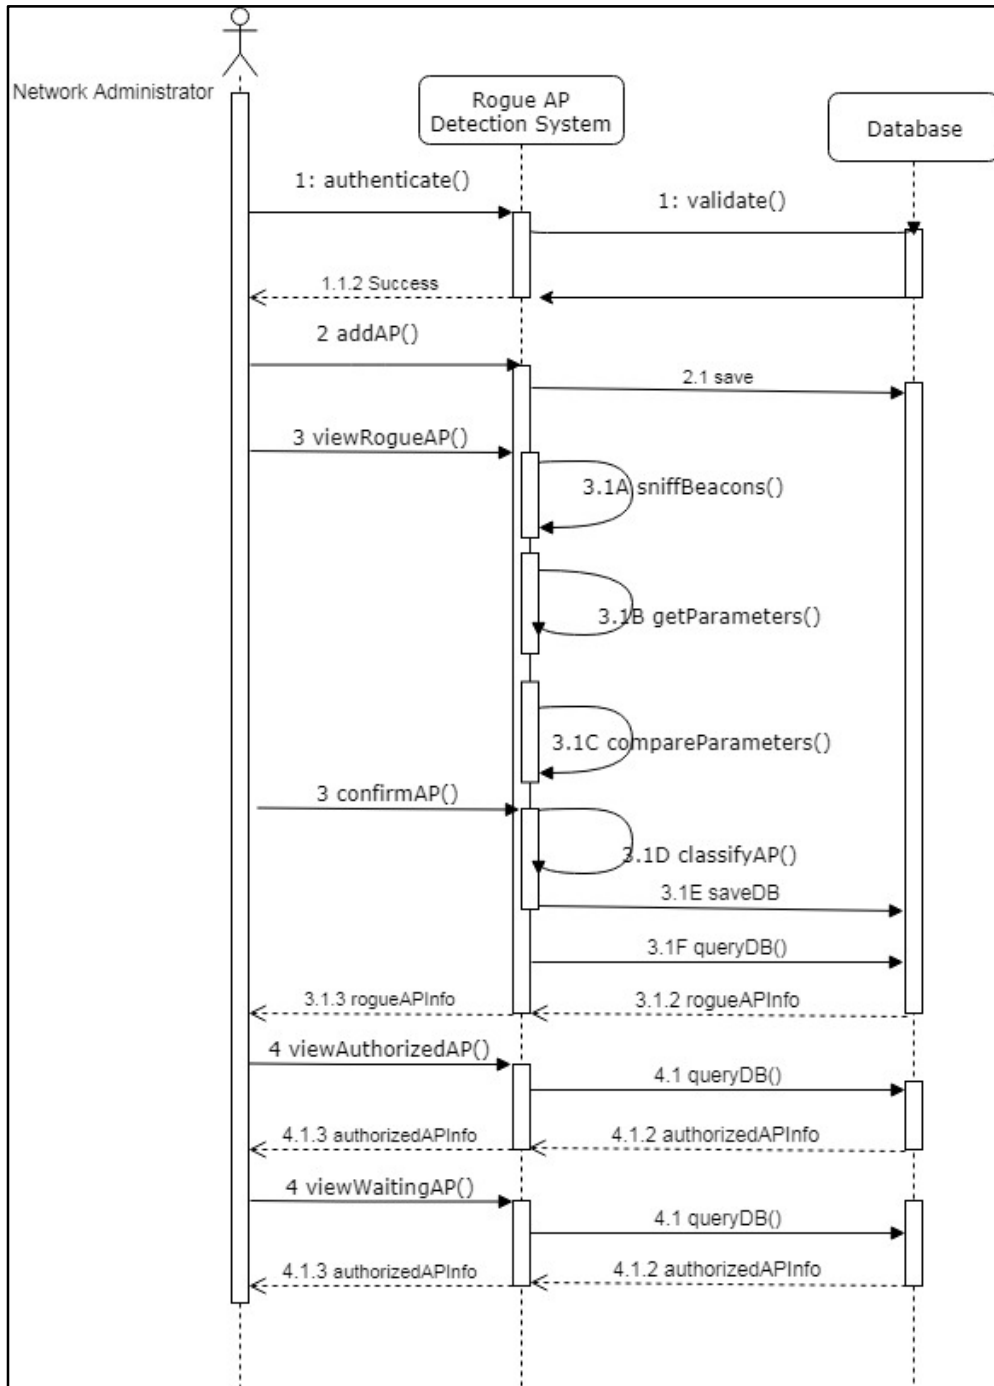 Network Administrator
Rogue AP
Detection System
Database
1: authenticate()
1: validate()
1.1.2 Success
2 addAP()
2.1 save
3 viewRogueAP()
3.1A sniffBeacons()
3.1B getParameters()
3.1C compareParameters()
3 confirmAP()
3.1D classifyAP()
3.1E saveDB
3.1F queryDB()
3.1.3 rogueAPInfo
3.1.2 rogueAPInfo
4 viewAuthorizedAP()
4.1 queryDB()
4.1.3 authorizedAPInfo
4.1.2 authorizedAPInfo
4 viewWaitingAP()
4.1 queryDB()
4.1.3 authorizedAPInfo
4.1.2 authorizedAPInfo